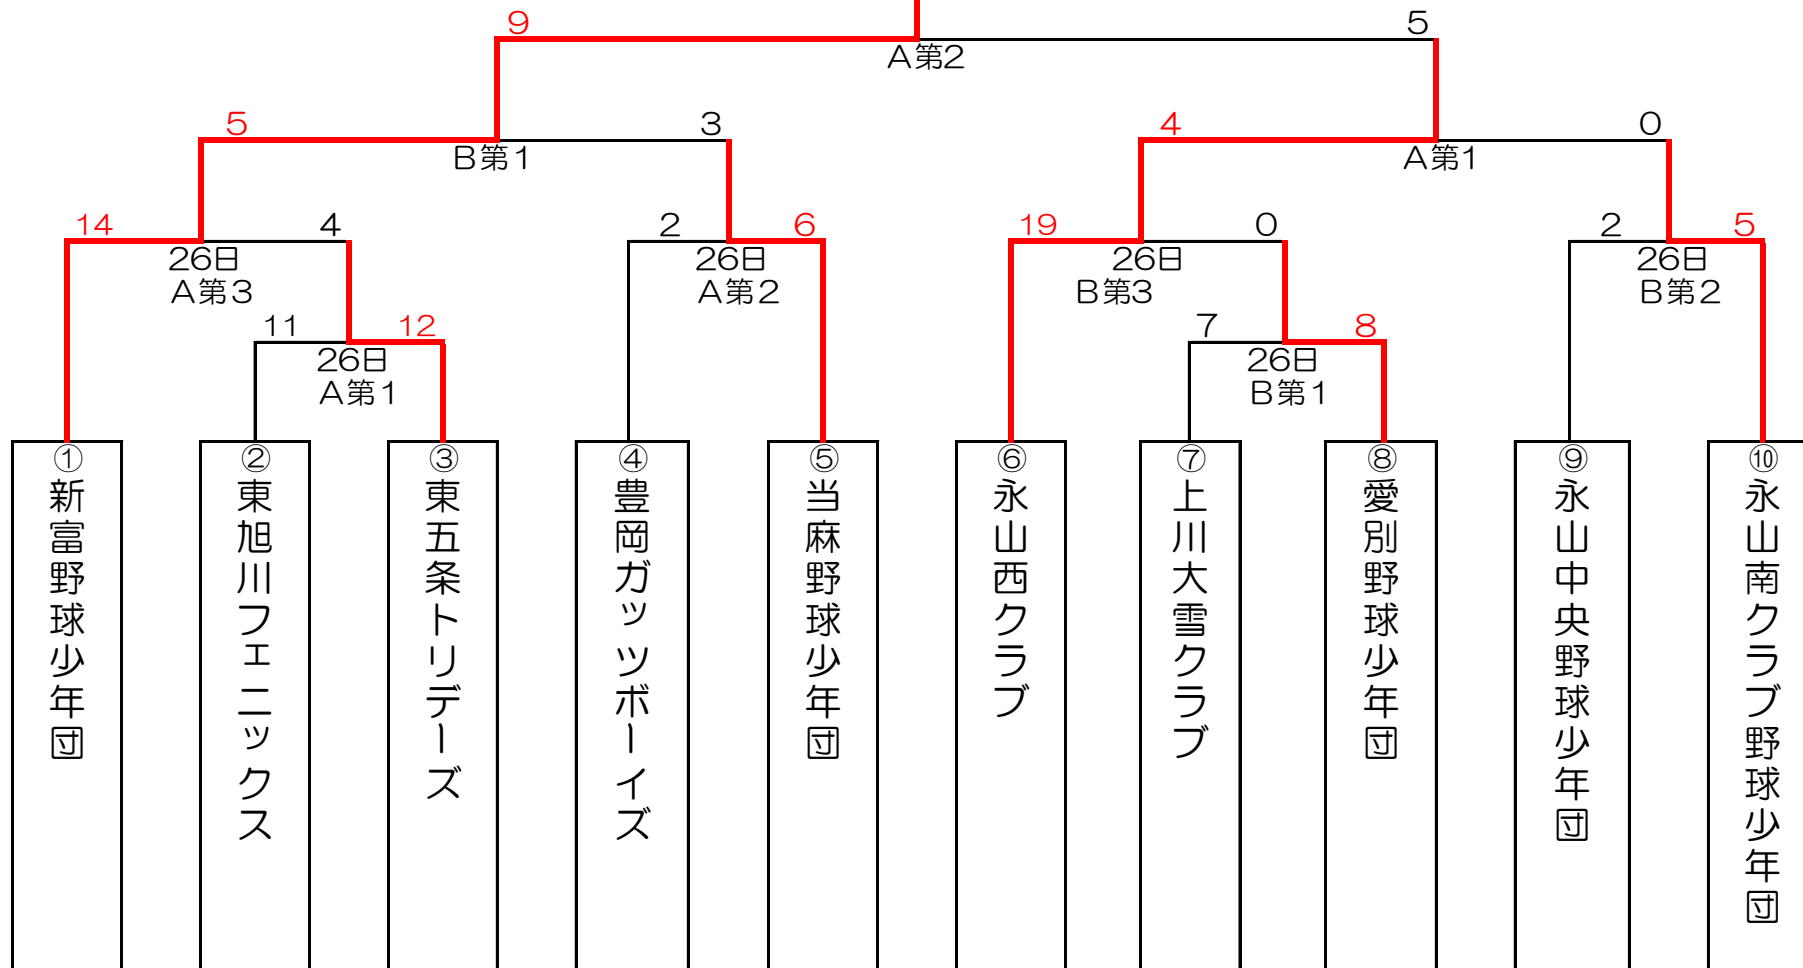 9 5
A第2
5 3 4 0
B第1 A第1
14 4 2 6 19 0 2 5
26日 26日 26日 26日
A第3 A第2 B第3 B第2
11 12 7 8
26日 26日
A第1 B第1
①新富野球少年団
②東旭川フェニックス
③東五条トリデーズ
④豊岡ガッツボーイズ
⑤当麻野球少年団
⑥永山西クラブ
⑦上川大雪クラブ
⑧愛別野球少年団
⑨永山中央野球少年団
⑩永山南クラブ野球少年団